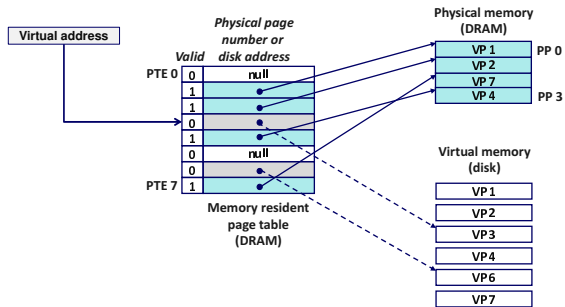 Virtual address
Physical page
number or
disk address
Valid
PTE 0
0
null
1
1
0
1
0
null
0
PTE 7
1
Memory resident
page table
(DRAM)
Physical memory
(DRAM)
VP 1
PP 0
VP 2
VP 7
VP 4
PP 3
Virtual memory
(disk)
VP 1
VP 2
VP 3
VP 4
VP 6
VP 7